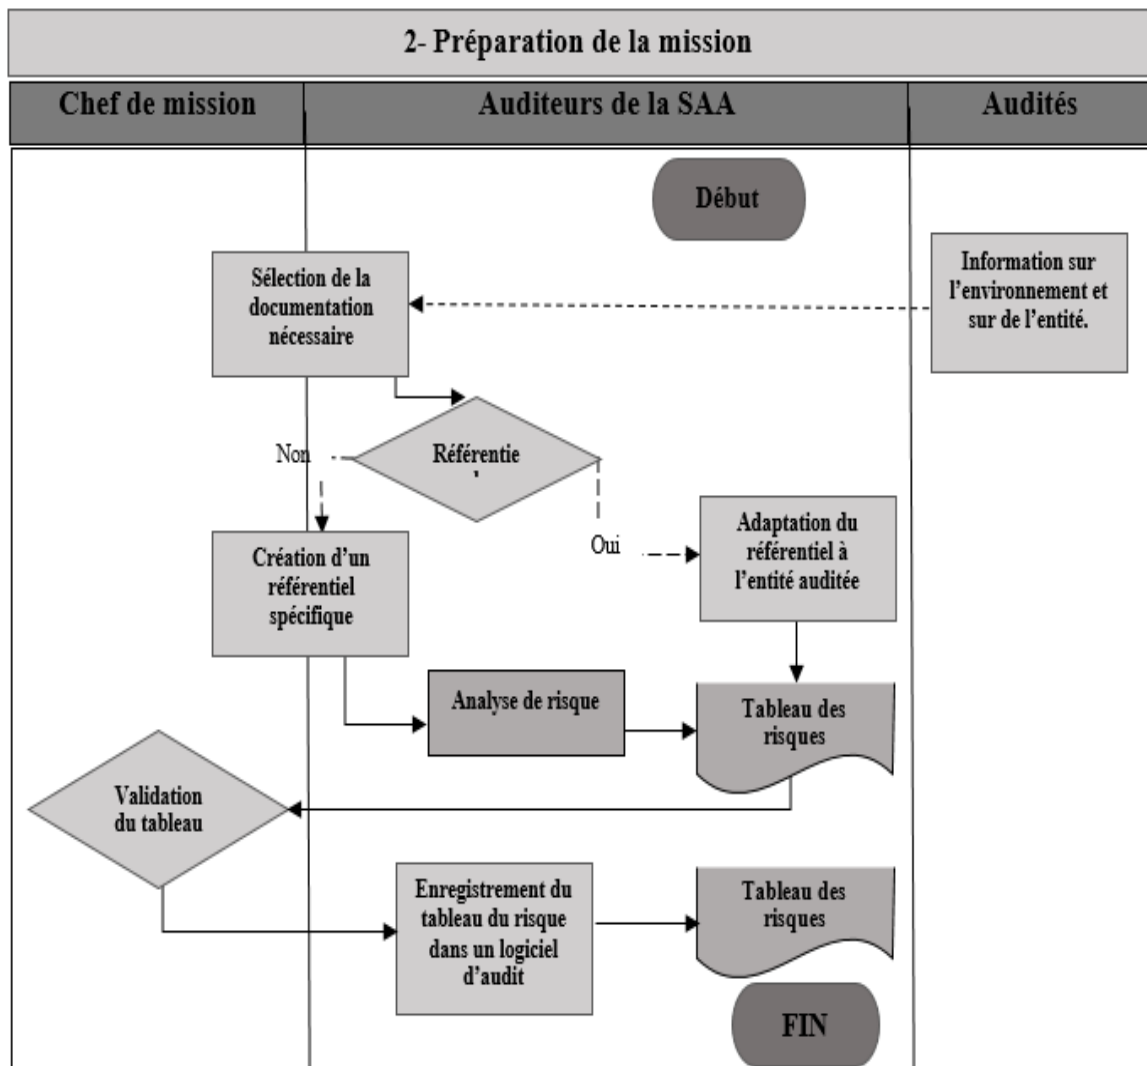 2- Préparation de la mission
Chef de mission
Auditeurs de la SAA
Audités
Début
Sélection de la
documentation
nécessaire
Information sur
l'environnement et
sur de l'entité.
Référentie
Non
Oui
Création d'un
référentiel
spécifique
Adaptation du
référentiel à
l'entité auditée
Analyse de risque
Tableau des
risques
Validation
du tableau
Enregistrement du
tableau du risque
dans un logiciel
d'audit
Tableau des
risques
FIN